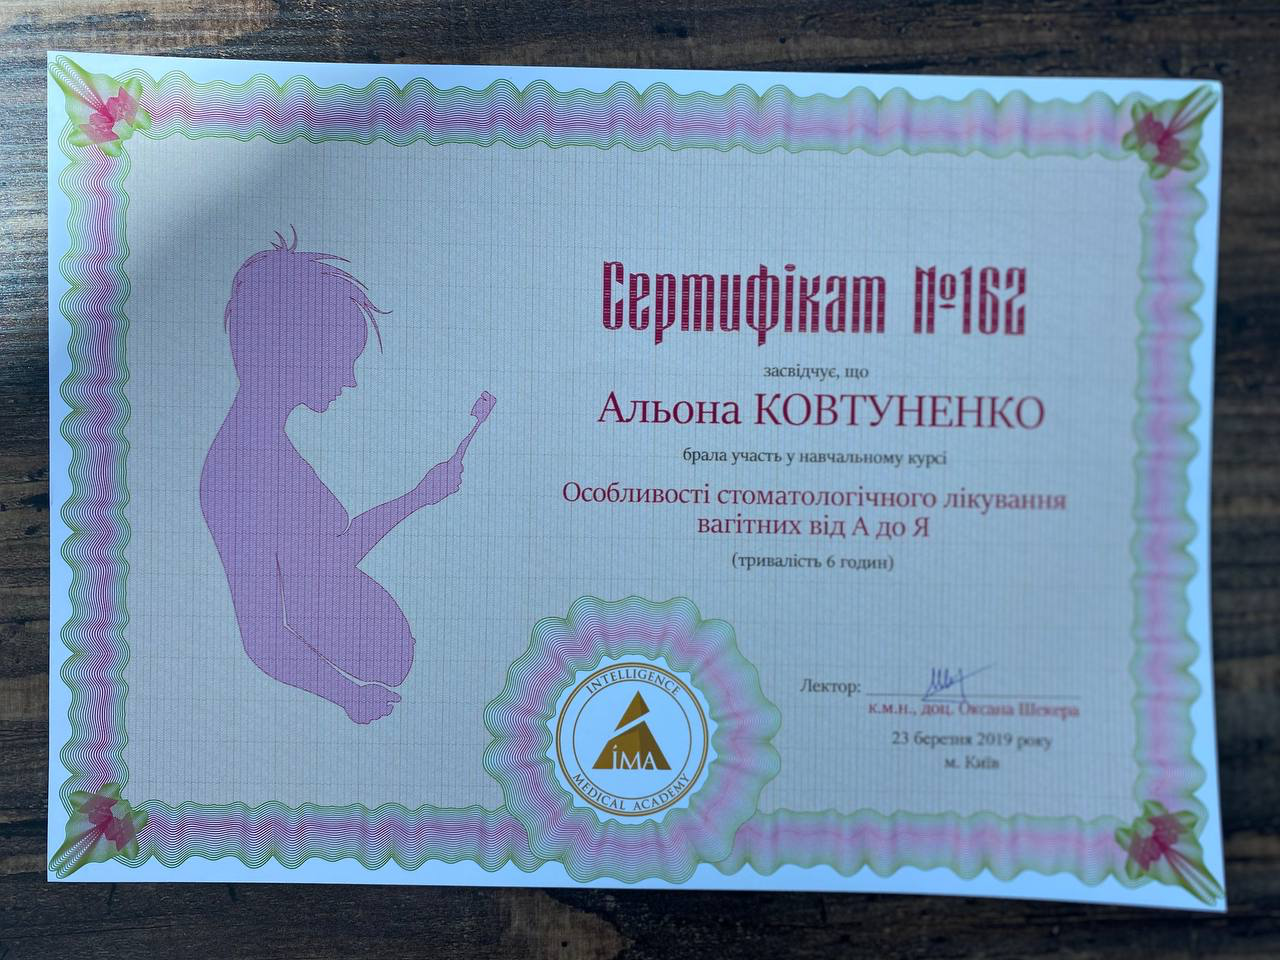 Сертифікат №162
засвідчує, що
Альона КОВТУНЕНКО
брала участь у навчальному курсі
Особливості стоматологічного лікування
вагітних від А до Я
(тривалість 6 годин)
INTELLIGENCE
ІМА
MEDICAL ACADEMY
Лектор:
к.м.н., доц. Оксана Шекера
23 березня 2019 року
м. Київ